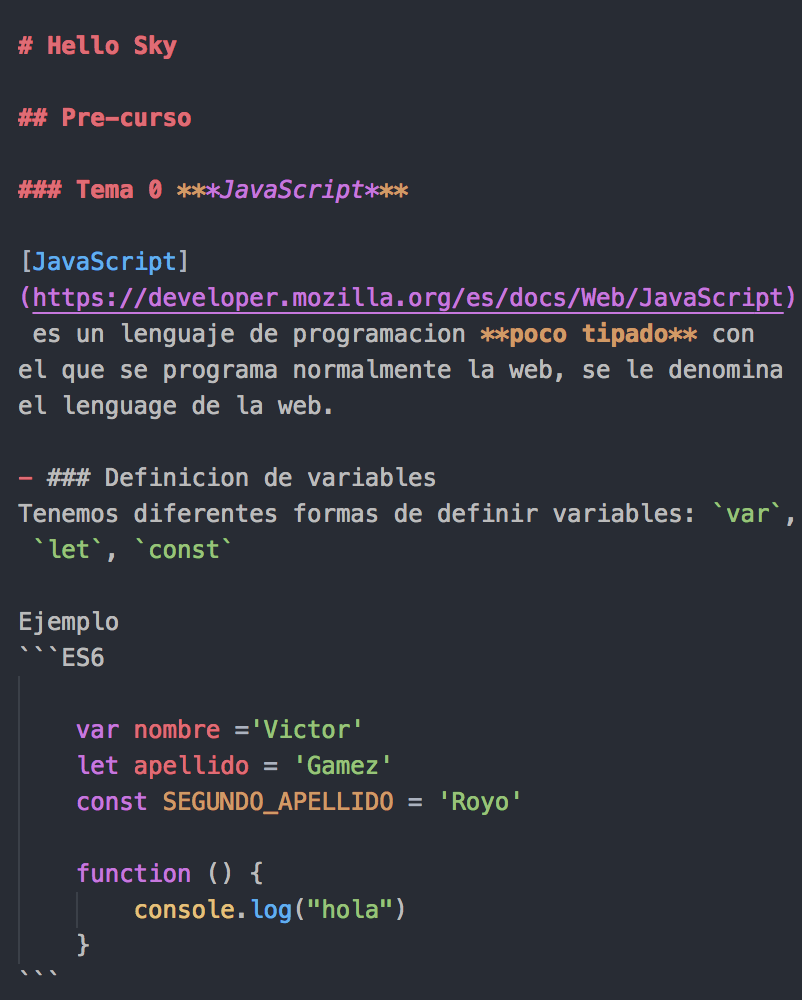 # Hello Sky
## Pre-curso
### Tema 0 ***JavaScript***
[JavaScript]
(https://developer.mozilla.org/es/docs/Web/JavaScript)
es un lenguaje de programacion **poco tipado** con
el que se programa normalmente la web, se le denomina
el lenguage de la web.
- ### Definicion de variables
Tenemos diferentes formas de definir variables: `var`,
`let`, `const`
Ejemplo
```ES6
var nombre ='Victor'
let apellido = 'Gamez'
const SEGUNDO_APELLIDO = 'Royo'
function () {
console.log("hola")
}
```